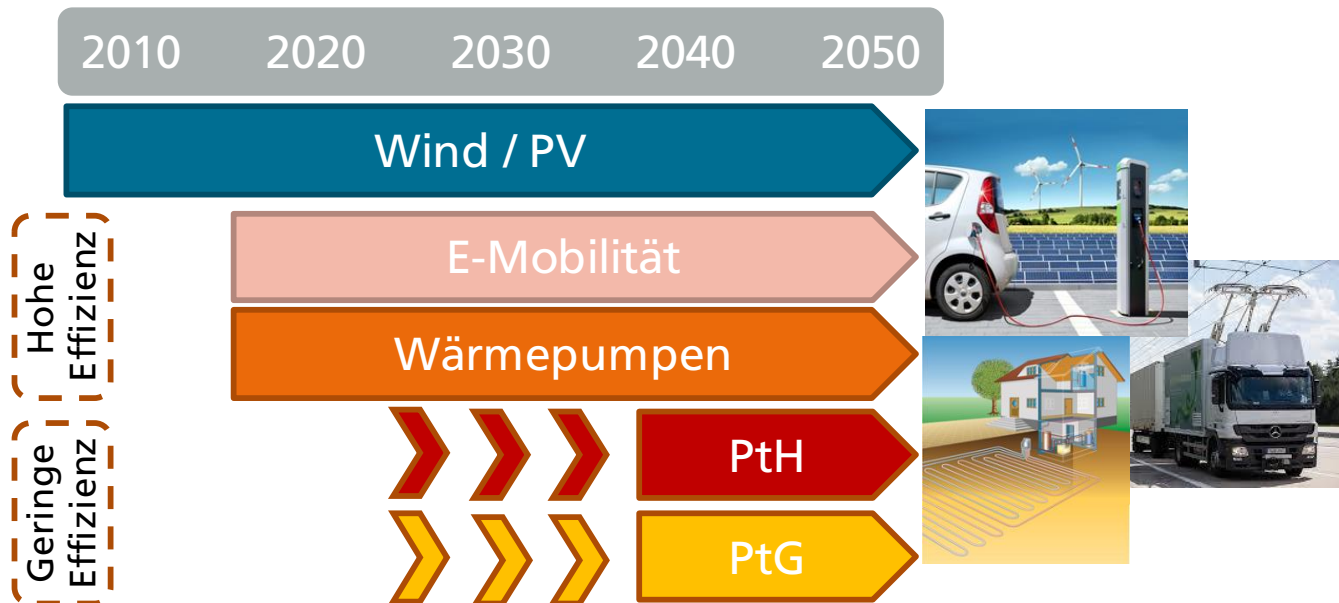 2010 2020 2030 2040 2050
Wind / PV
Hohe
Effizienz
E-Mobilität
Wärmepumpen
Geringe
Effizienz
PtH
PtG